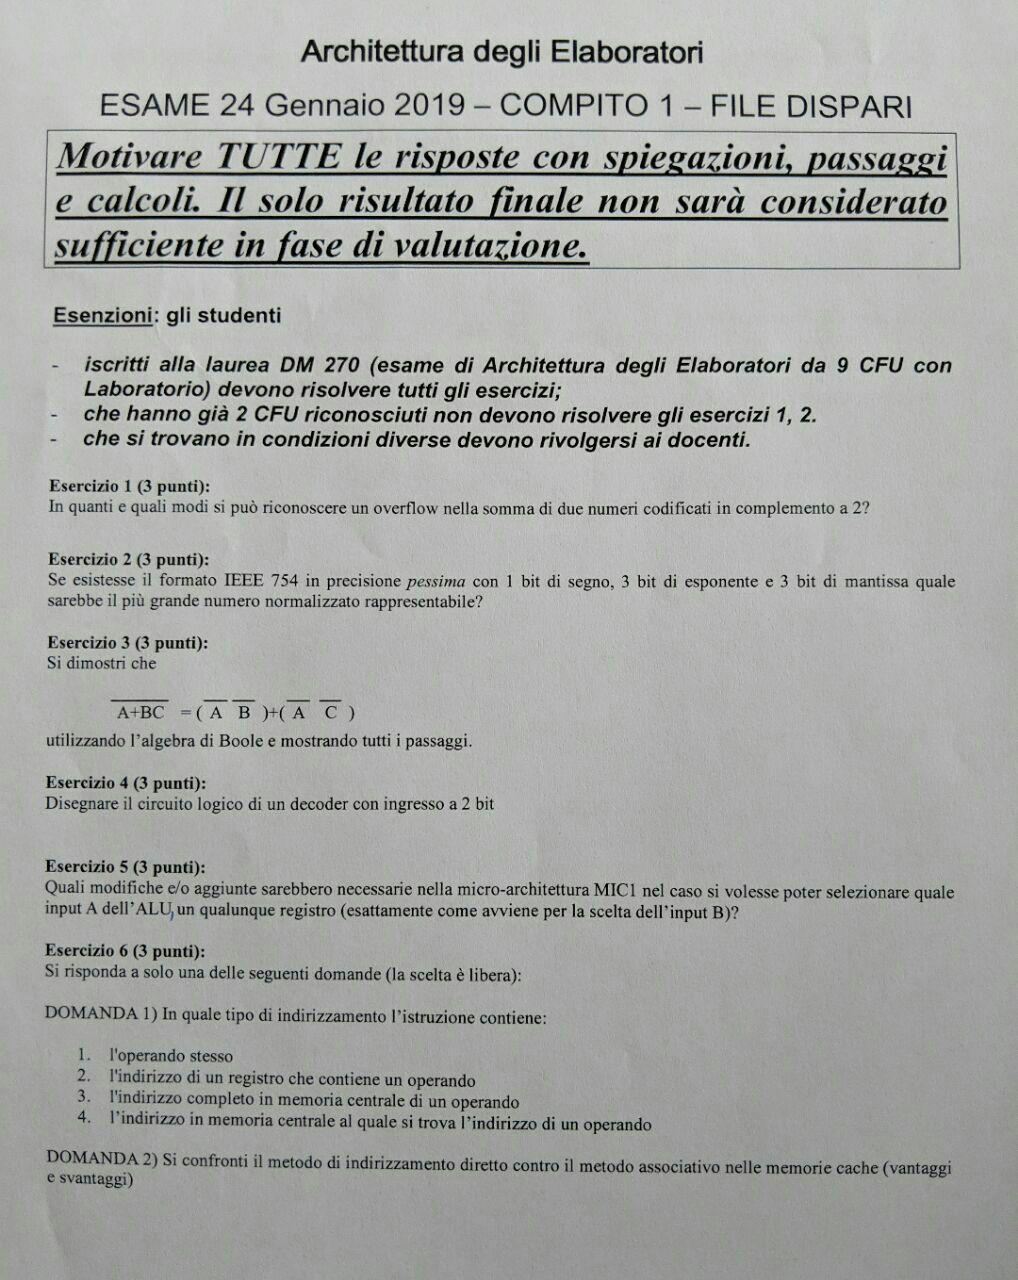 Architettura degli Elaboratori
ESAME 24 Gennaio 2019 – COMPITO 1 – FILE DISPARI
Motivare TUTTE le risposte con spiegazioni, passaggi
e calcoli. Il solo risultato finale non sarà considerato
sufficiente in fase di valutazione.
Esenzioni: gli studenti
- iscritti alla laurea DM 270 (esame di Architettura degli Elaboratori da 9 CFU con
Laboratorio) devono risolvere tutti gli esercizi;
- che hanno già 2 CFU riconosciuti non devono risolvere gli esercizi 1, 2.
- che si trovano in condizioni diverse devono rivolgersi ai docenti.
Esercizio 1 (3 punti):
In quanti e quali modi si può riconoscere un overflow nella somma di due numeri codificati in complemento a 2?
Esercizio 2 (3 punti):
Se esistesse il formato IEEE 754 in precisione pessima con 1 bit di segno, 3 bit di esponente e 3 bit di mantissa quale
sarebbe il più grande numero normalizzato rappresentabile?
Esercizio 3 (3 punti):
Si dimostri che
A̅+̅B̅C̅ = ( A̅ B̅ )+( A̅ C̅ )
utilizzando l'algebra di Boole e mostrando tutti i passaggi.
Esercizio 4 (3 punti):
Disegnare il circuito logico di un decoder con ingresso a 2 bit
Esercizio 5 (3 punti):
Quali modifiche e/o aggiunte sarebbero necessarie nella micro-architettura MIC1 nel caso si volesse poter selezionare quale
input A dell'ALU, un qualunque registro (esattamente come avviene per la scelta dell'input B)?
Esercizio 6 (3 punti):
Si risponda a solo una delle seguenti domande (la scelta è libera):
DOMANDA 1) In quale tipo di indirizzamento l'istruzione contiene:
1. l'operando stesso
2. l'indirizzo di un registro che contiene un operando
3. l'indirizzo completo in memoria centrale di un operando
4. l'indirizzo in memoria centrale al quale si trova l'indirizzo di un operando
DOMANDA 2) Si confronti il metodo di indirizzamento diretto contro il metodo associativo nelle memorie cache (vantaggi
e svantaggi)